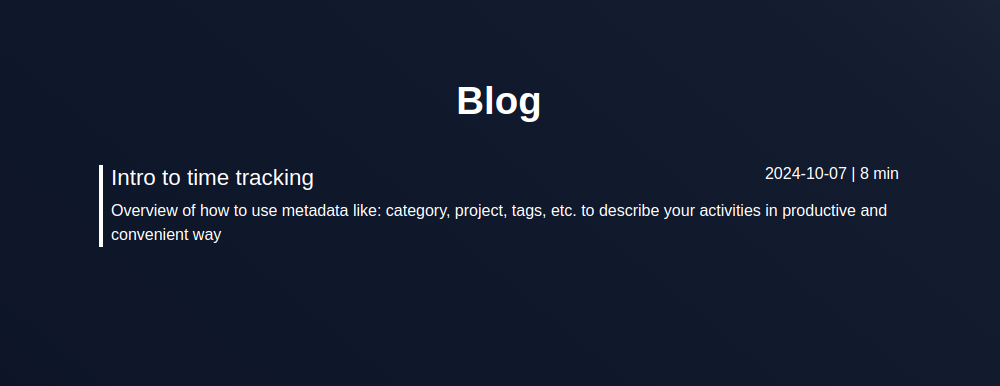 Blog
Intro to time tracking
2024-10-07 | 8 min
Overview of how to use metadata like: category, project, tags, etc. to describe your activities in productive and
convenient way